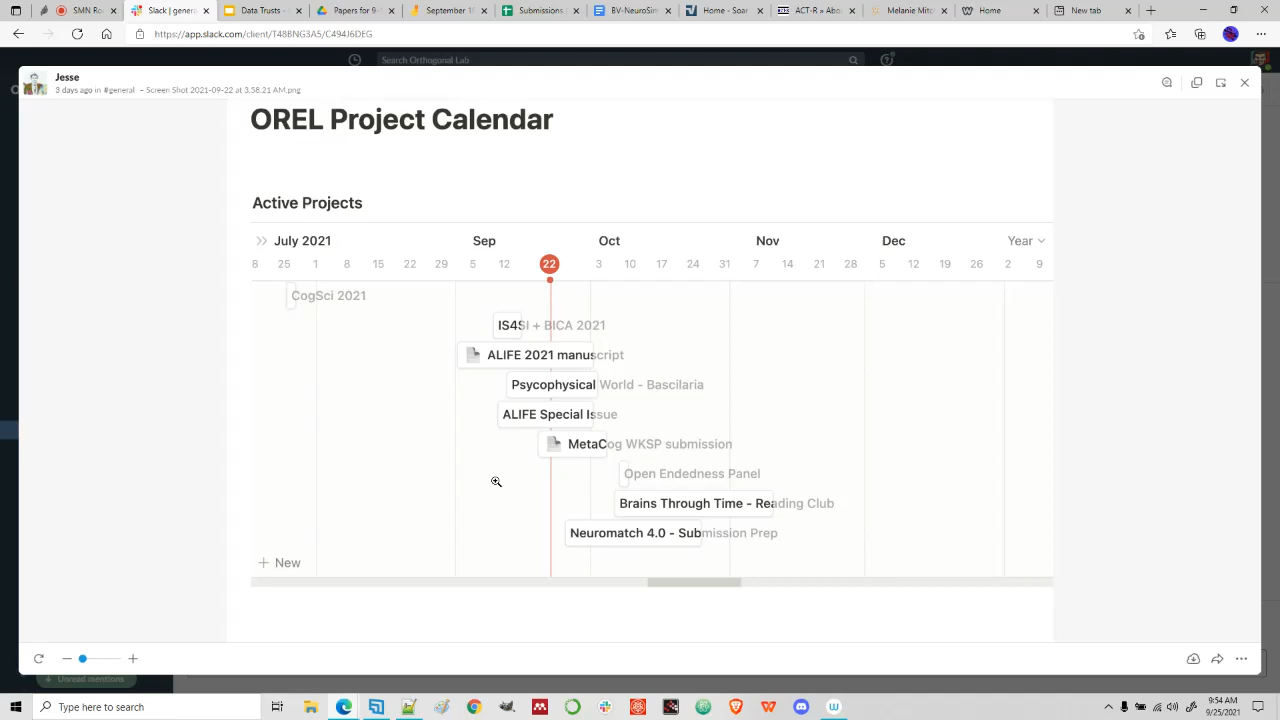 SMN Roa
Slack | genera
Data Trusts -
Paper Revie
September 1
Submissions
BV-NeuroSim
Home - Soar
ACT-R » Abo
Melanie Mitc
Home
New tab
https://app.slack.com/client/T48BNG3A5/C494J6DEG
Search Orthogonal Lab
Jesse
3 days ago in #general – Screen Shot 2021-09-22 at 3.58.21 AM.png
OREL Project Calendar
Active Projects
July 2021 Sep Oct Nov Dec Year
8 25 1 8 15 22 29 5 12 22 3 10 17 24 31 7 14 21 28 5 12 19 26 2 9
CogSci 2021
IS4SI + BICA 2021
ALIFE 2021 manuscript
Psycophysical World - Bascilaria
ALIFE Special Issue
MetaCog WKSP submission
Open Endedness Panel
Brains Through Time - Reading Club
Neuromatch 4.0 - Submission Prep
+ New
Unread mentions
Type here to search
9:54 AM
9/25/2021